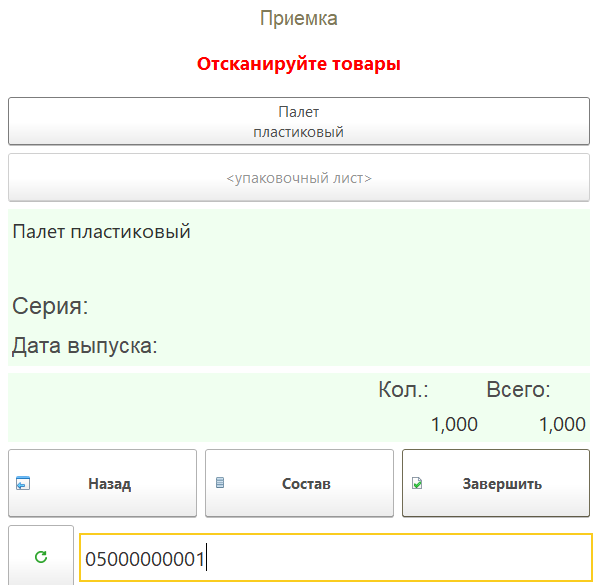 Приемка
Отсканируйте товары
Палет
пластиковый
<упаковочный лист>
Палет пластиковый
Серия:
Дата выпуска:
Кол.: Всего:
1,000 1,000
Назад Состав Завершить
05000000001